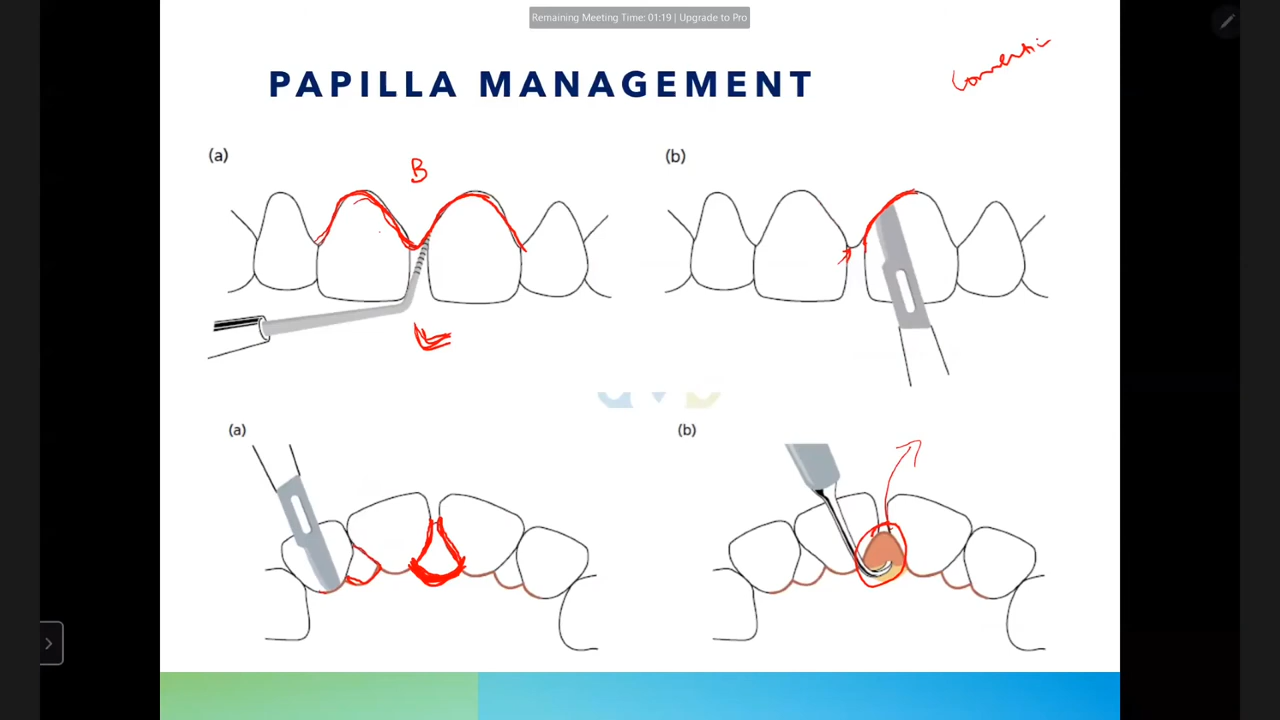 Remaining Meeting Time: 01:19 | Upgrade to Pro
PAPILLA MANAGEMENT
(a)
B
(b)
(a)
(b)